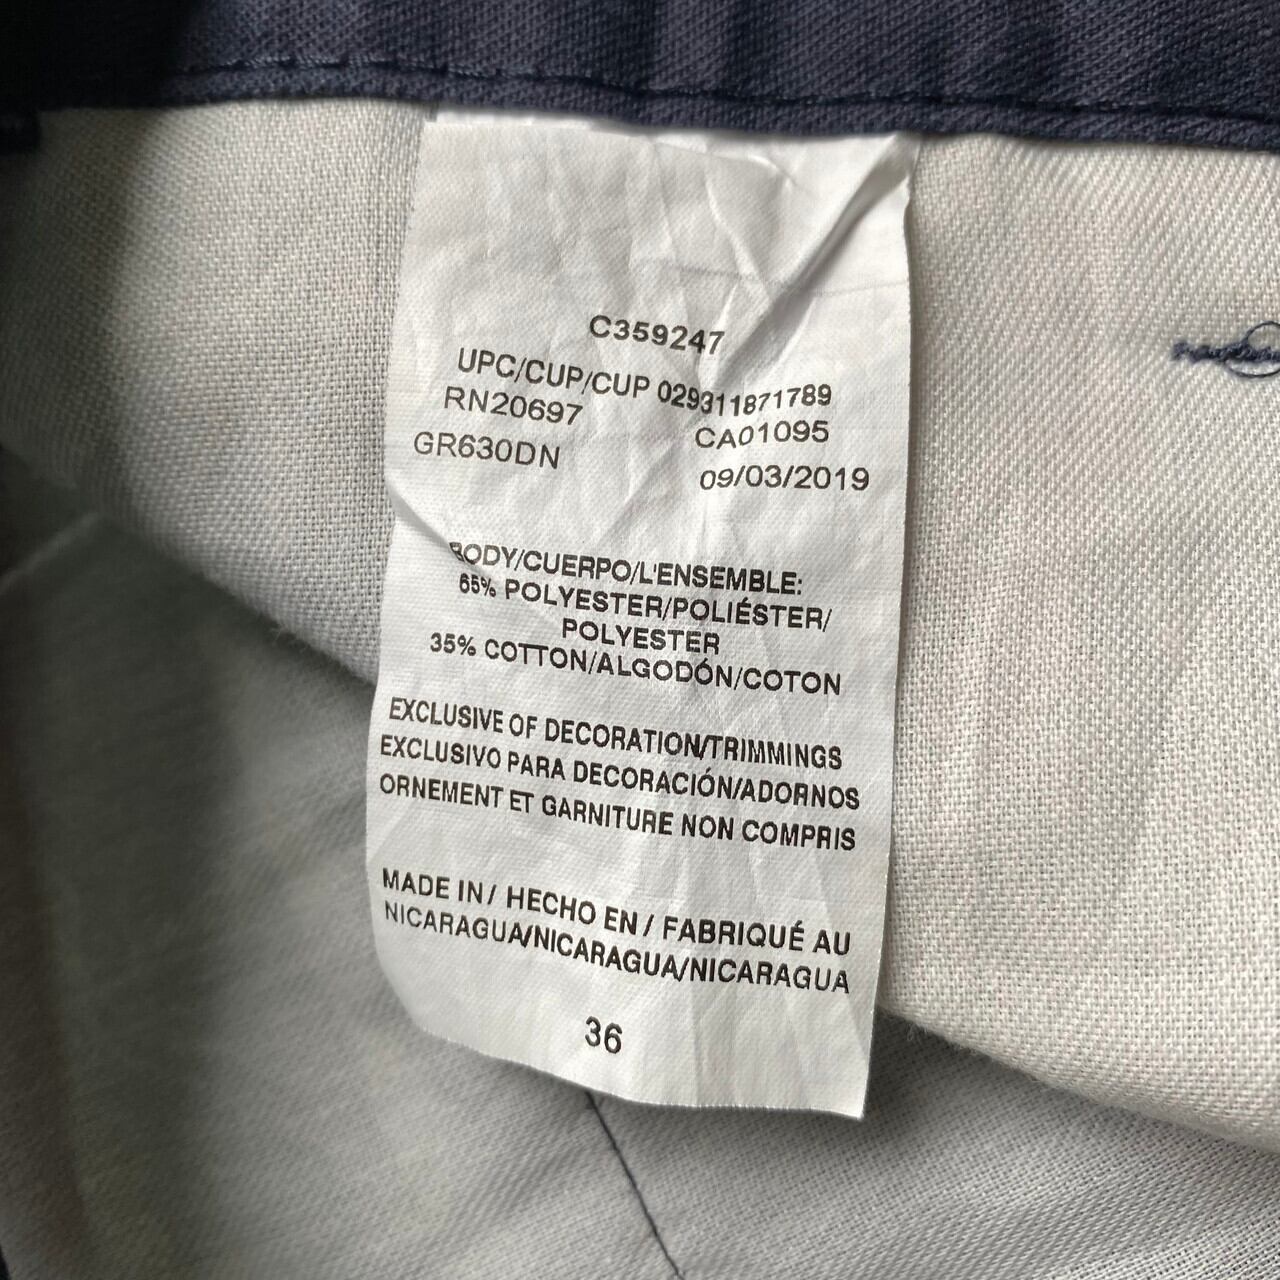 C359247
UPC/CUP/CUP 029311871789
RN20697 CA01095
GR630DN 09/03/2019
BODY/CUERPO/L'ENSEMBLE:
65% POLYESTER/POLIÉSTER/
POLYESTER
35% COTTON/ALGODÓN/COTON
EXCLUSIVE OF DECORATION/TRIMMINGS
EXCLUSIVO PARA DECORACIÓN/ADORNOS
ORNEMENT ET GARNITURE NON COMPRIS
MADE IN/ HECHO EN/ FABRIQUÉ AU
NICARAGUA/NICARAGUA/NICARAGUA
36